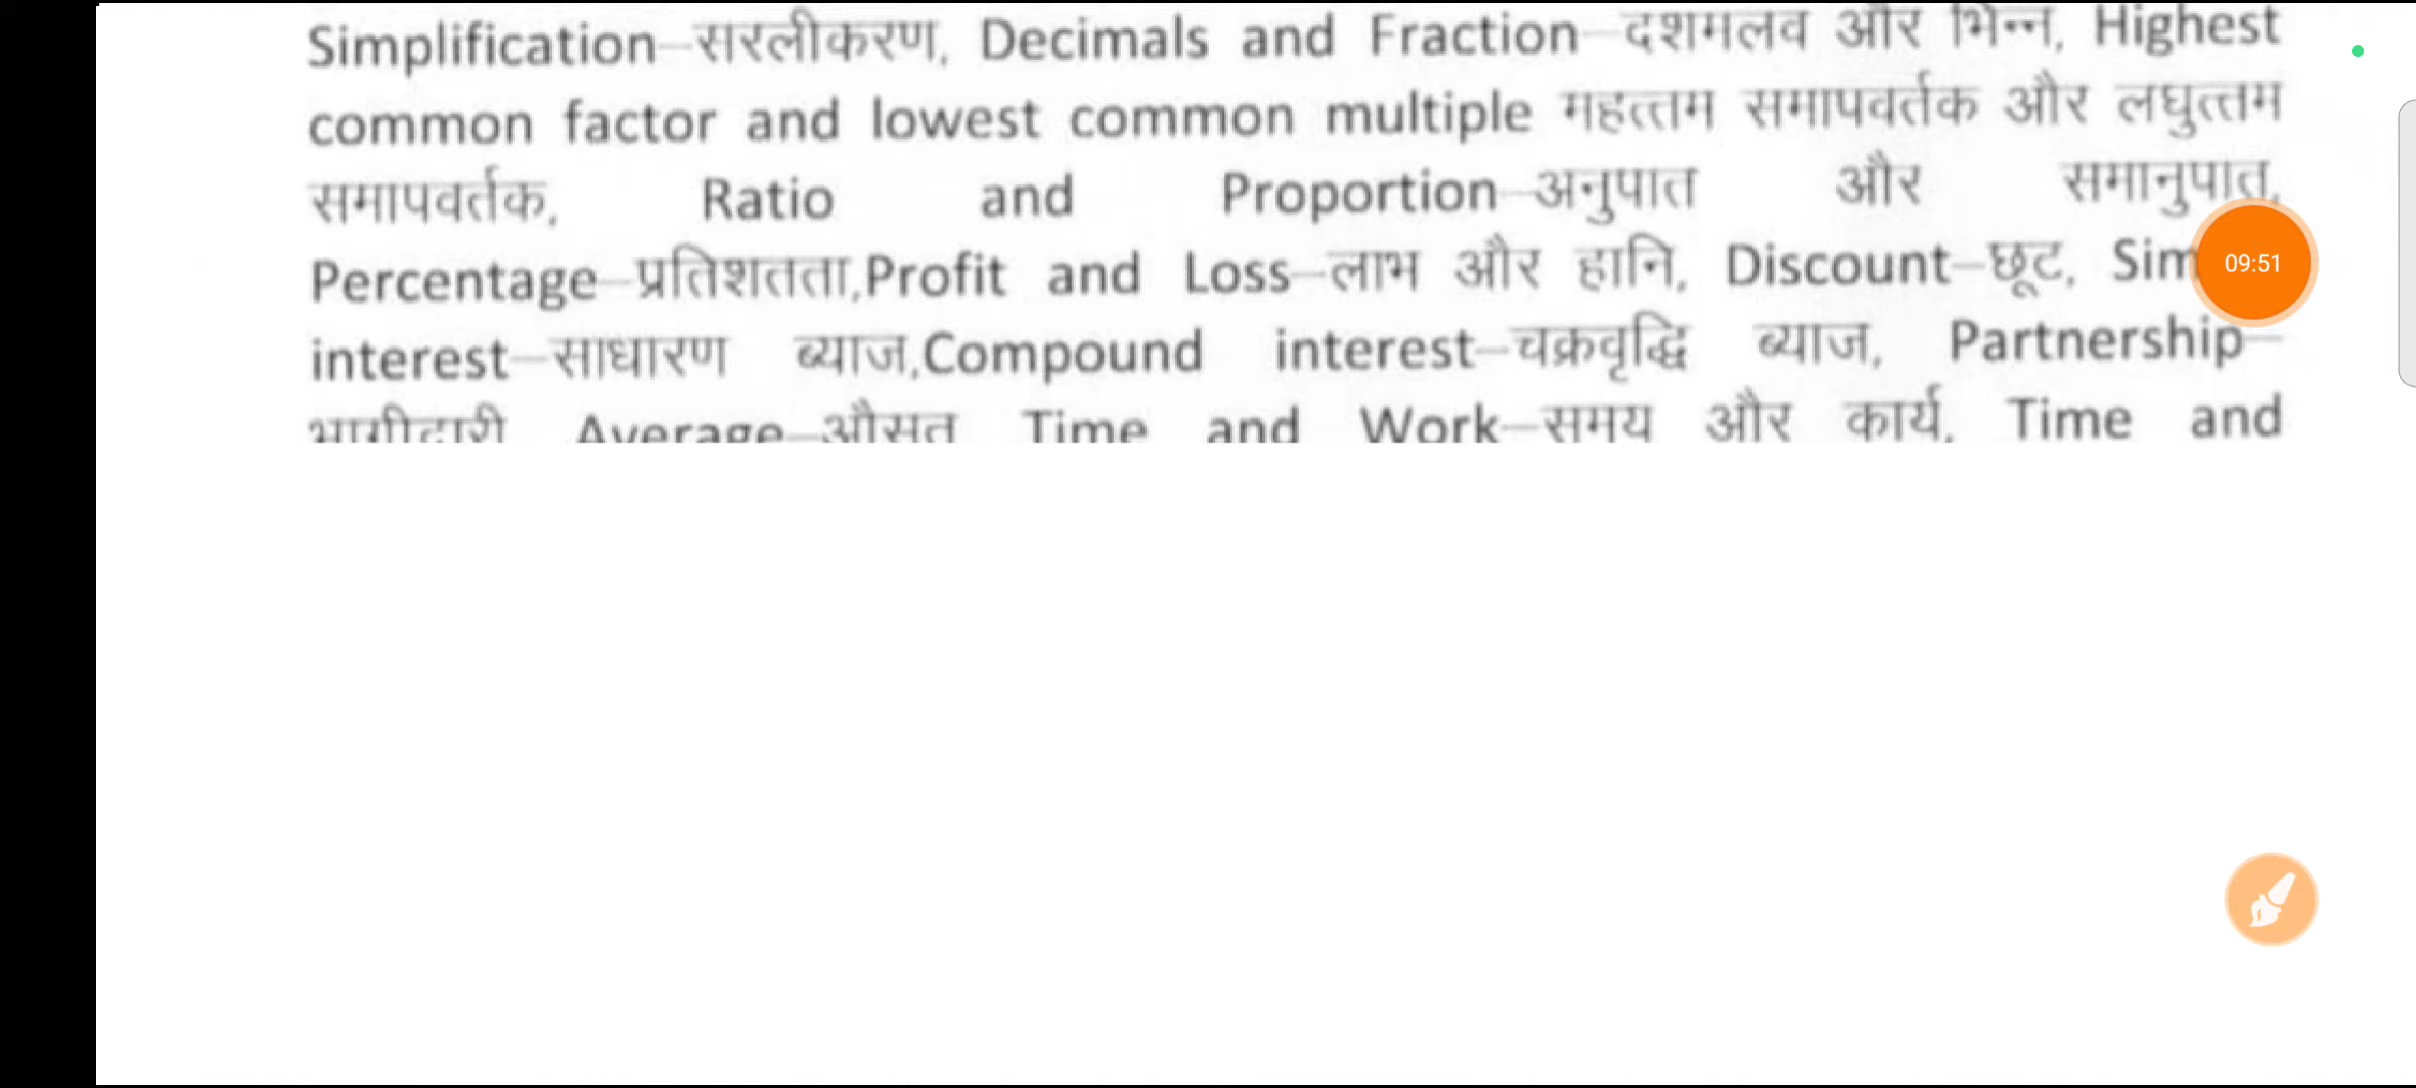 Simplification–सरलीकरण, Decimals and Fraction–दशमलव और भिन्न, Highest
common factor and lowest common multiple महत्तम समापवर्तक और लघुत्तम
समापवर्तक, Ratio and Proportion–अनुपात और समानुपात,
Percentage–प्रतिशतता,Profit and Loss–लाभ और हानि, Discount–छूट, Sim
09:51
interest–साधारण ब्याज,Compound interest–चक्रवृद्धि ब्याज, Partnership–
भागीदारी Average–औसत Time and Work–समय और कार्य, Time and